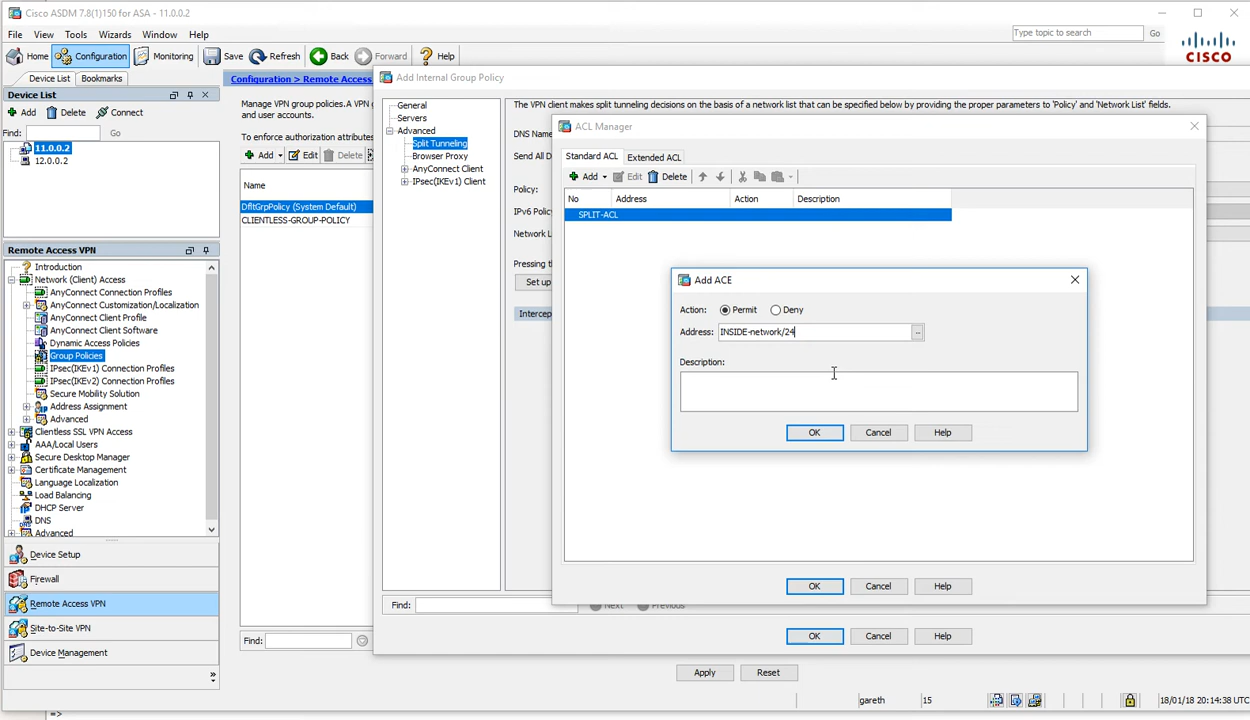 Cisco ASDM 7.8(1)150 for ASA - 11.0.0.2
File View Tools Wizards Window Help
Type topic to search Go
CISCO
Home Configuration Monitoring Save Refresh Back Forward Help
Device List Bookmarks
Configuration > Remote Access
Add Internal Group Policy
Device List
Add Delete Connect
Find: Go
11.0.0.2
12.0.0.2
Manage VPN group policies.A VPN g
and user accounts.
To enforce authorization attributes
Add Edit Delete
Name
DfltGrpPolicy (System Default)
CLIENTLESS-GROUP-POLICY
General
Servers
Advanced
Split Tunneling
Browser Proxy
AnyConnect Client
IPsec(IKEv1) Client
The VPN client makes split tunneling decisions on the basis of a network list that can be specified below by providing the proper parameters to 'Policy' and 'Network List' fields.
DNS Name
Send All D
Policy:
IPv6 Policy
Network L
Pressing th
Set up
Intercep
ACL Manager
Standard ACL Extended ACL
Add Edit Delete
No Address Action Description
SPLIT-ACL
Add ACE
Action: Permit Deny
Address: INSIDE-network/24 ...
Description:
OK Cancel Help
Remote Access VPN
Introduction
Network (Client) Access
AnyConnect Connection Profiles
AnyConnect Customization/Localization
AnyConnect Client Profile
AnyConnect Client Software
Dynamic Access Policies
Group Policies
IPsec(IKEv1) Connection Profiles
IPsec(IKEv2) Connection Profiles
Secure Mobility Solution
Address Assignment
Advanced
Clientless SSL VPN Access
AAA/Local Users
Secure Desktop Manager
Certificate Management
Language Localization
Load Balancing
DHCP Server
DNS
Advanced
Device Setup
Firewall
Remote Access VPN
Site-to-Site VPN
Device Management
OK Cancel Help
Find: Next Previous
Find:
OK Cancel Help
Apply Reset
gareth 15 18/01/18 20:14:38 UTC
=>